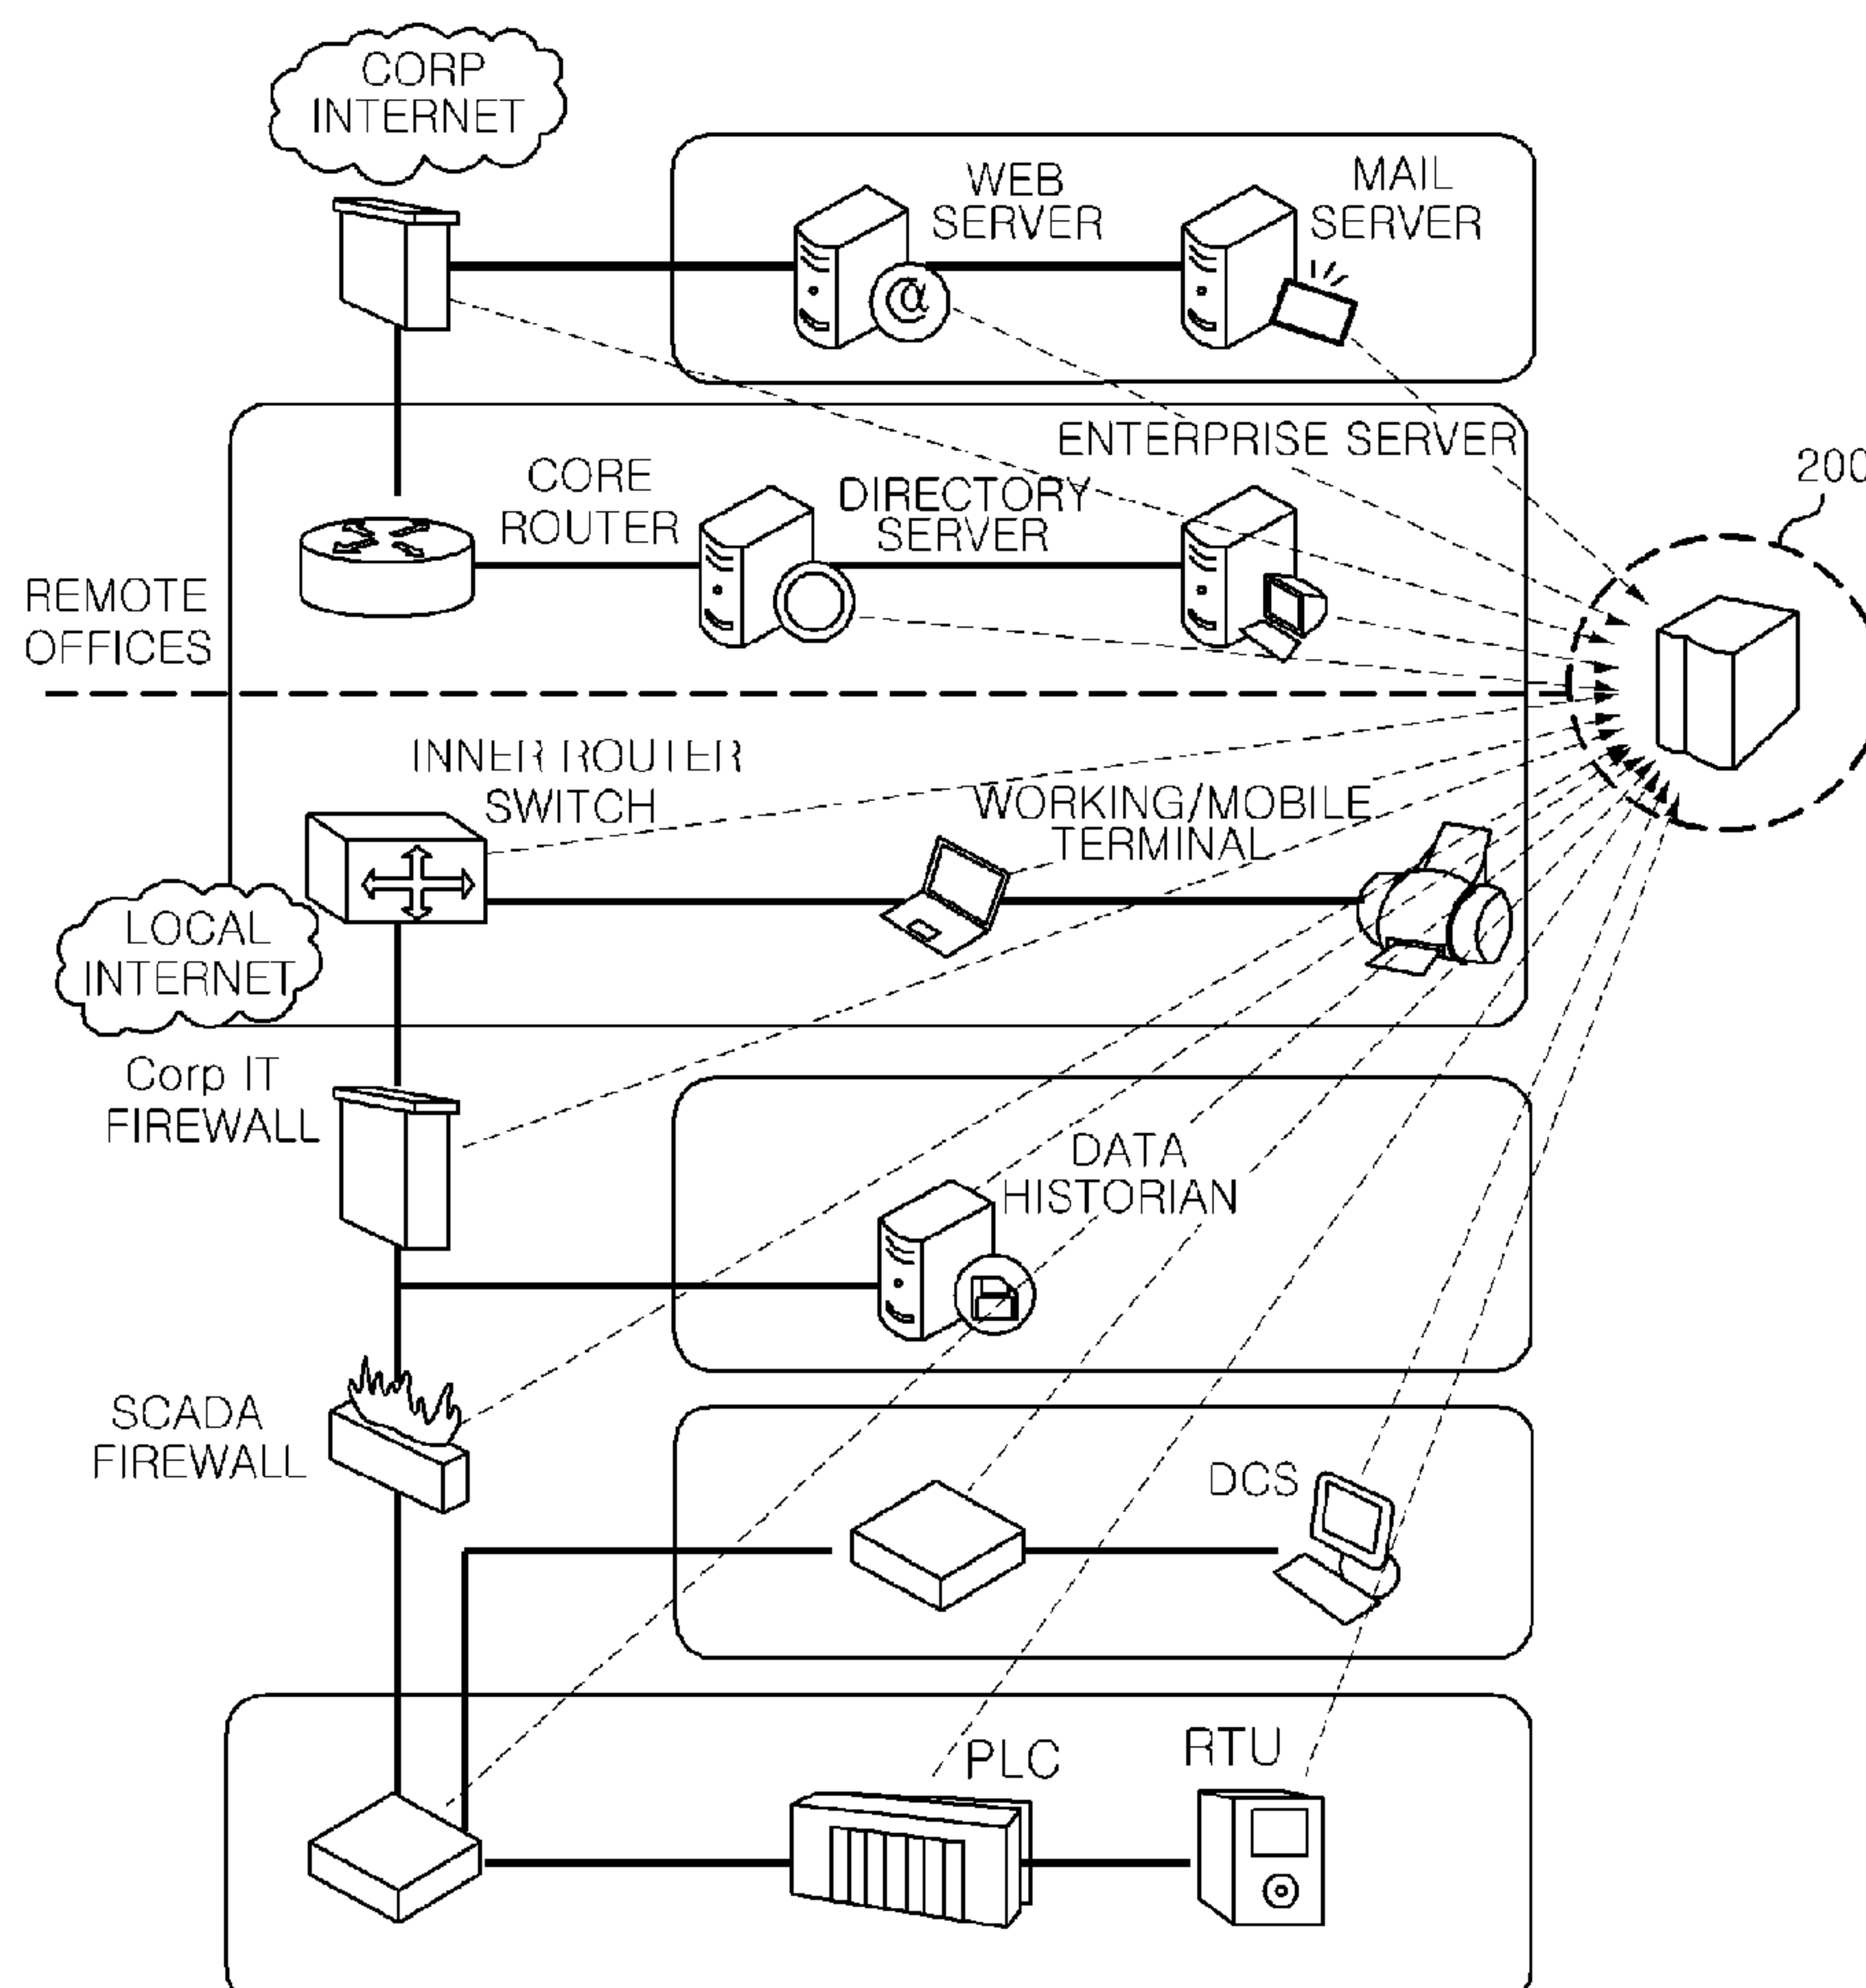 CORP
INTERNET
WEB
SERVER
MAIL
SERVER
ENTERPRISE SERVER
CORE
ROUTER
DIRECTORY
SERVER
200
REMOTE
OFFICES
INNER ROUTER
SWITCH
WORKING/MOBILE
TERMINAL
LOCAL
INTERNET
Corp IT
FIREWALL
DATA
HISTORIAN
SCADA
FIREWALL
DCS
PLC
RTU
@